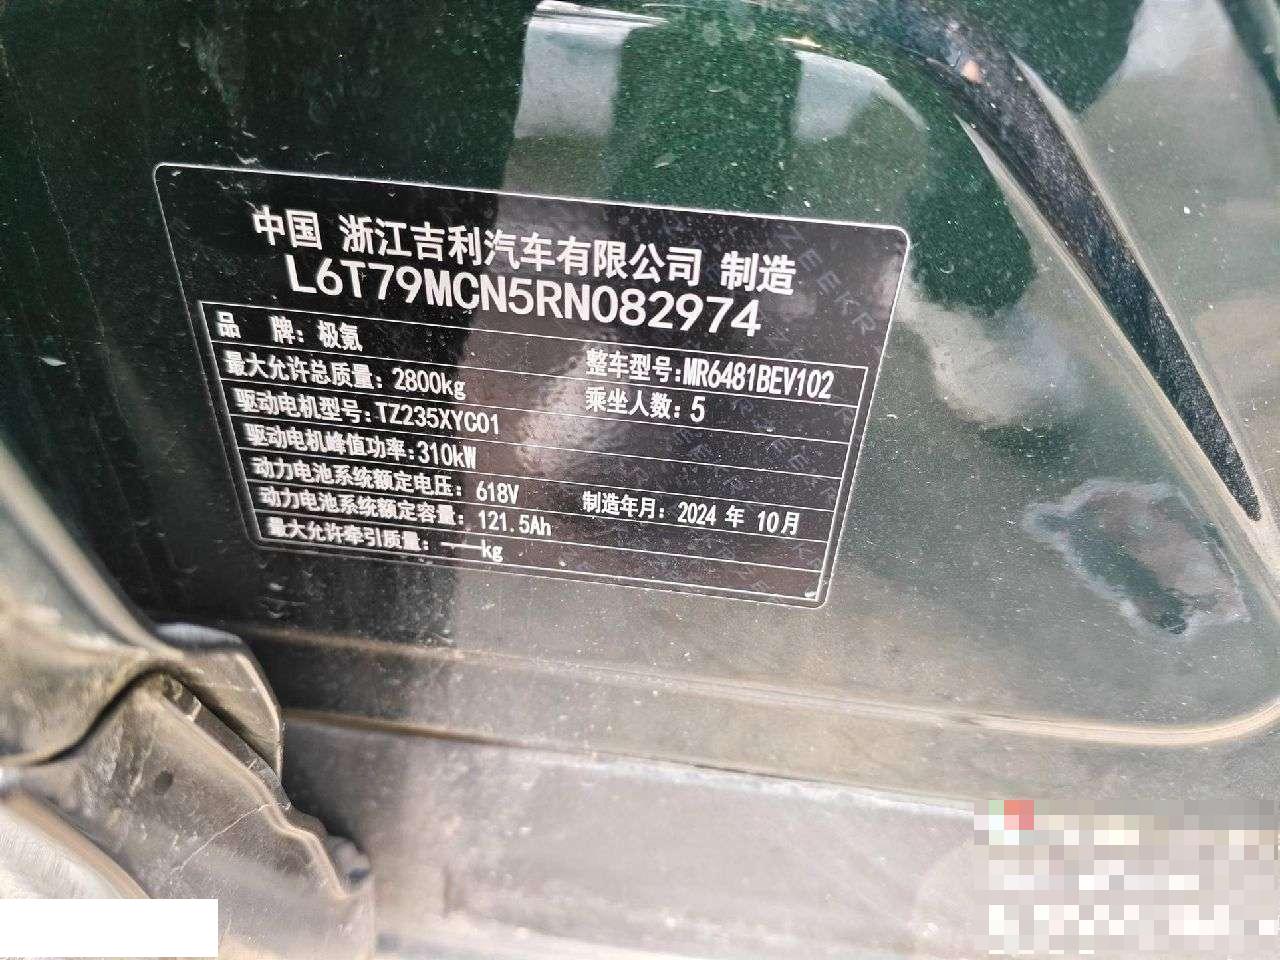 中国 浙江吉利汽车有限公司 制造
L6T79MCN5RN082974
品 牌: 极氪
整车型号:MR6481BEV102
最大允许总质量: 2800kg
乘坐人数: 5
驱动电机型号: TZ235XYC01
驱动电机峰值功率: 310kW
动力电池系统额定电压: 618V
制造年月: 2024 年 10月
动力电池系统额定容量: 121.5Ah
最大允许牵引质量: ——kg
ZEEKR